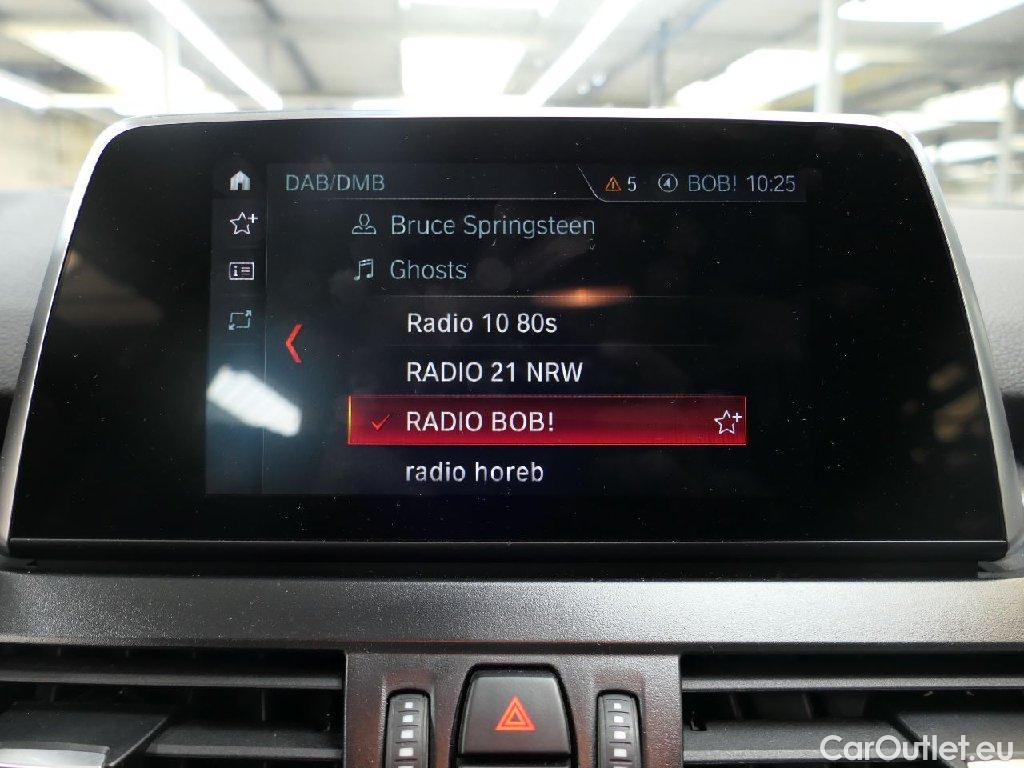 DAB/DMB 5 BOB! 10:25
Bruce Springsteen
Ghosts
Radio 10 80s
RADIO 21 NRW
RADIO BOB!
radio horeb
CarOutlet.eu